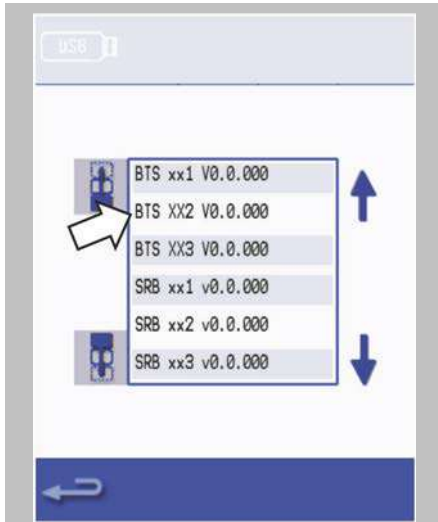 USB
BTS xx1 V0.0.000
BTS XX2 V0.0.000
BTS XX3 V0.0.000
SRB xx1 v0.0.000
SRB xx2 v0.0.000
SRB xx3 v0.0.000